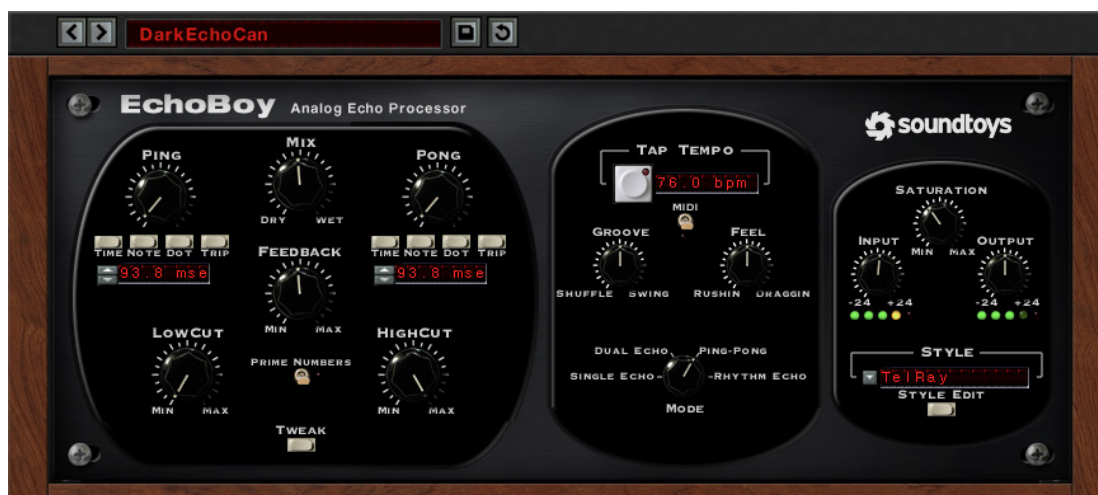 DarkEchoCan
EchoBoy Analog Echo Processor
soundtoys
PING
MIX
PONG
DRY WET
TIME NOTE DOT TRIP
TIME NOTE DOT TRIP
93.8 mse
93.8 mse
FEEDBACK
MIN MAX
LOWCUT
HIGHCUT
PRIME NUMBERS
MIN MAX
MIN MAX
TWEAK
TAP TEMPO
76.0 bpm
MIDI
GROOVE
FEEL
SHUFFLE SWING
RUSHIN DRAGGIN
DUAL ECHO
PING-PONG
SINGLE ECHO
RHYTHM ECHO
MODE
SATURATION
MIN MAX
INPUT
OUTPUT
-24 +24
-24 +24
STYLE
TelRay
STYLE EDIT